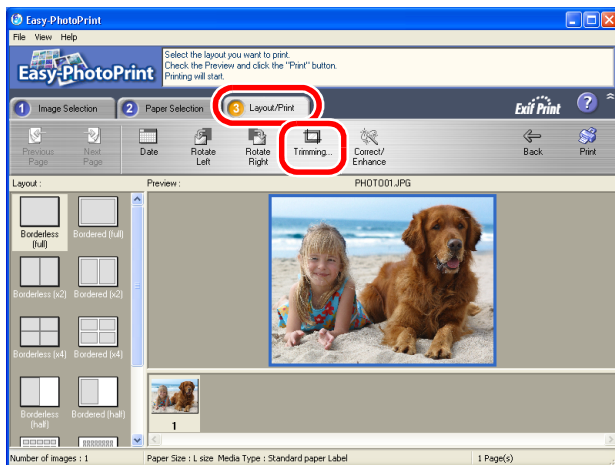 Easy-PhotoPrint
File View Help
Easy-PhotoPrint
Select the layout you want to print.
Check the Preview and click the "Print" button.
Printing will start.
1 Image Selection 2 Paper Selection 3 Layout/Print
Exif Print ?
Previous Page
Next Page
Date
Rotate Left
Rotate Right
Trimming...
Correct/
Enhance
Back
Print
Layout :
Preview :
PHOTO01.JPG
Borderless (full)
Bordered (full)
Borderless (x2)
Bordered (x2)
Borderless (x4)
Bordered (x4)
Borderless (half)
Bordered (half)
1
Number of images : 1
Paper Size : L size Media Type : Standard paper Label
1 Page(s)